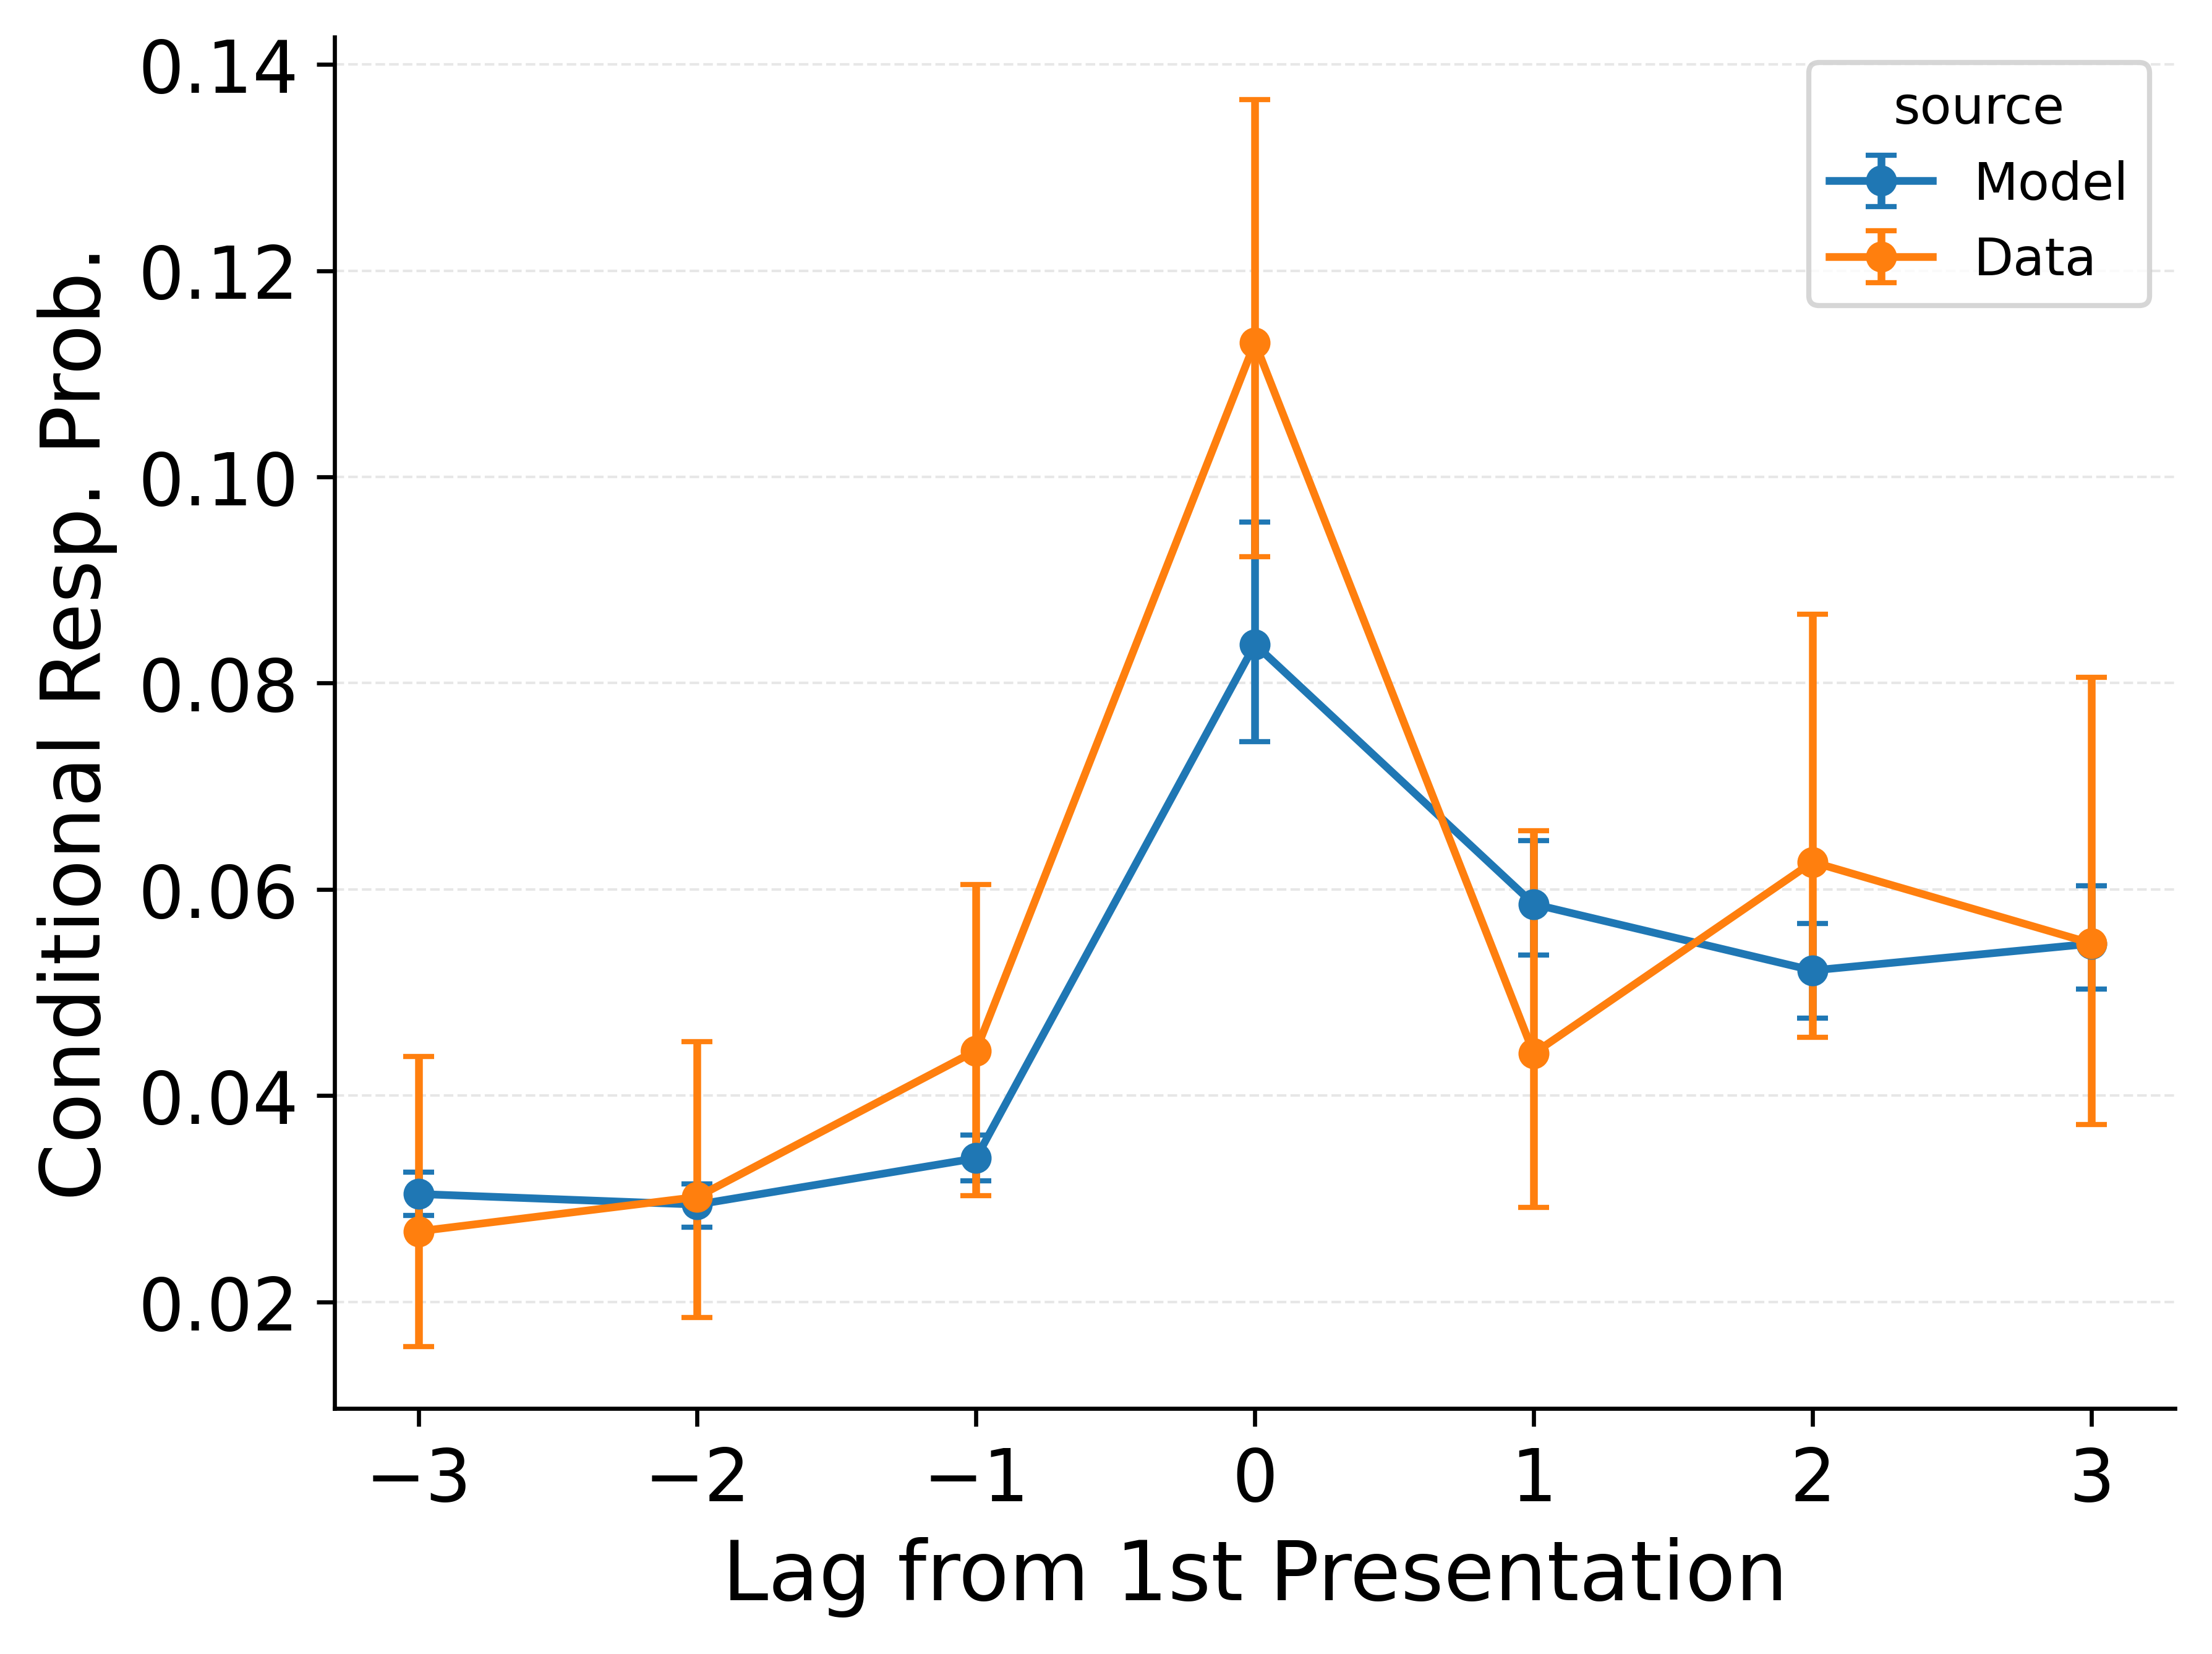 Conditional Resp. Prob.
0.14
0.12
0.10
0.08
0.06
0.04
0.02
source
Model
Data
−3 −2 −1 0 1 2 3
Lag from 1st Presentation